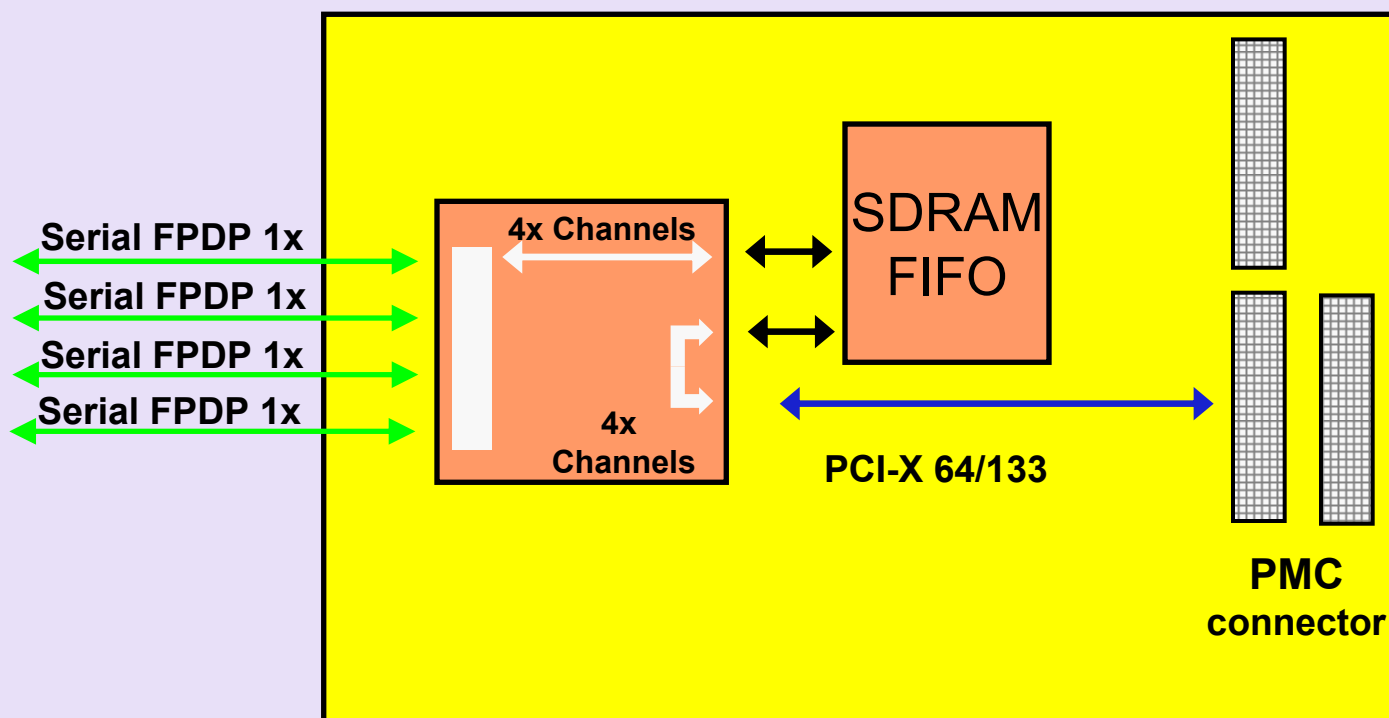 Serial FPDP 1x
Serial FPDP 1x
Serial FPDP 1x
Serial FPDP 1x
4x Channels
4x
Channels
SDRAM
FIFO
PCI-X 64/133
PMC
connector